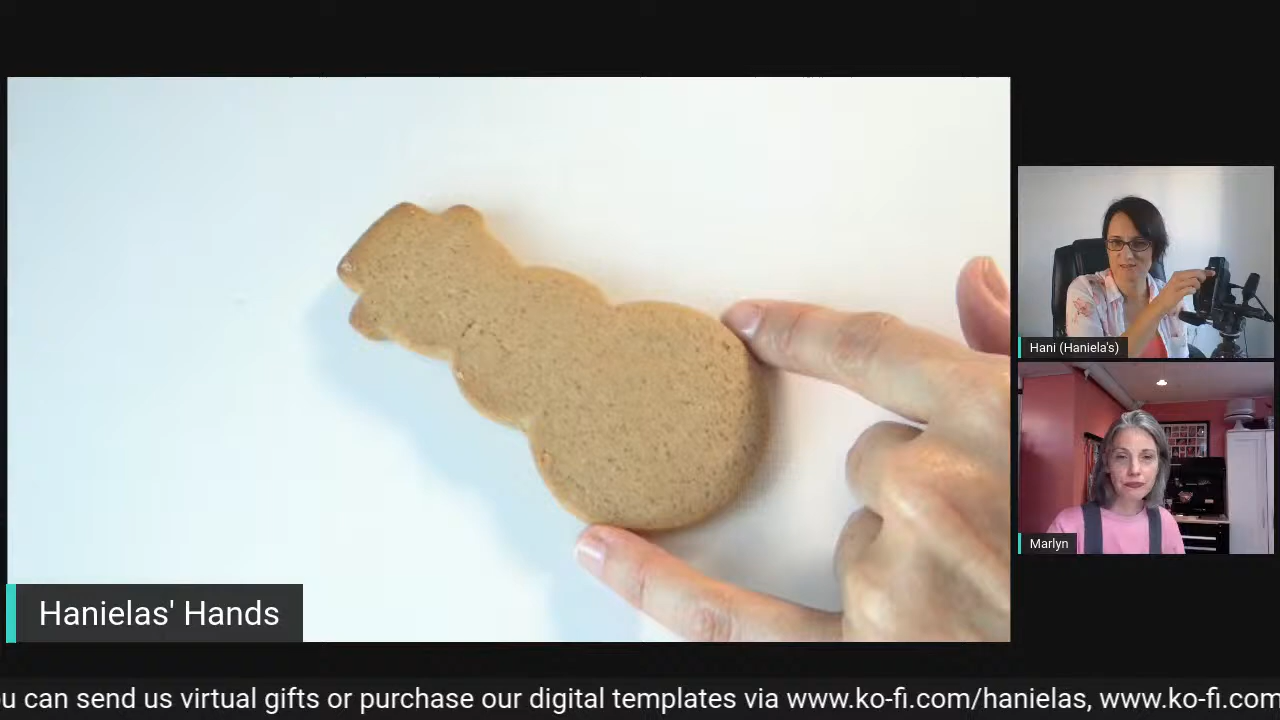 Hani (Haniela's)
Marlyn
Hanielas' Hands
u can send us virtual gifts or purchase our digital templates via www.ko-fi.com/hanielas, www.ko-fi.com